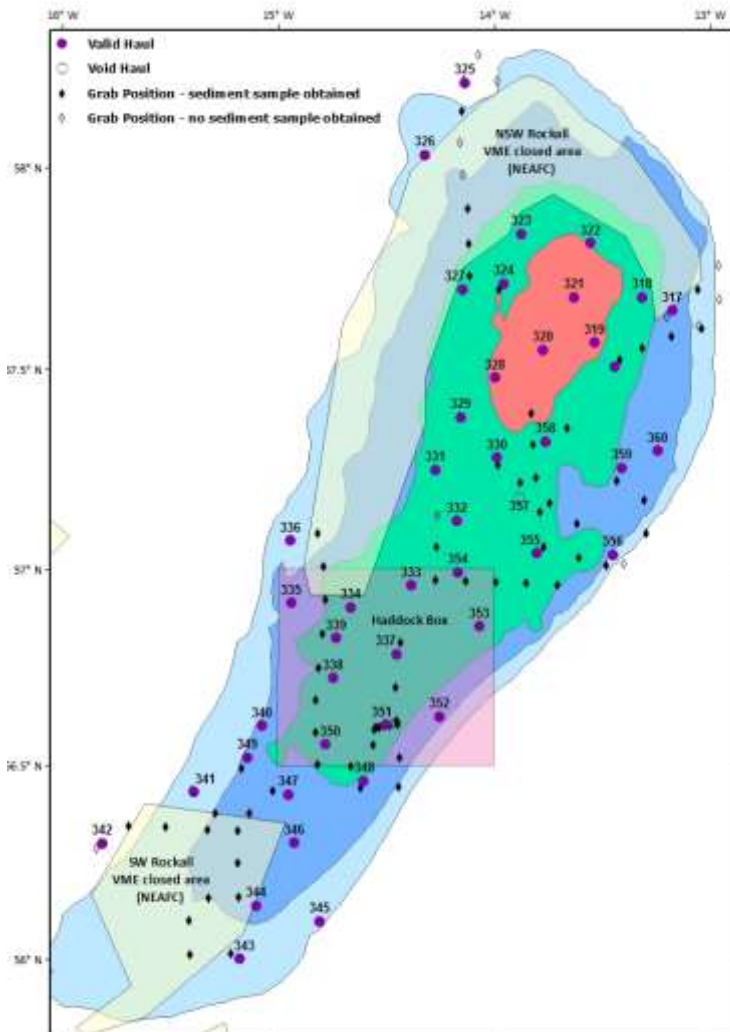 16° W 15° W 14° W 13° W
Valid Haul
Void Haul
Grab Position - sediment sample obtained
Grab Position - no sediment sample obtained
325
NSW Rockall
VME closed area
(NEAFC)
326
58° N
323
322
324
327
321
318
317
320
319
57.5° N
328
329
358
330
360
331
359
357
332
336
355
356
57° N
354
333
335
334
Haddock Box
353
339
337
338
352
340
351
350
349
56.5° N
348
341
347
342
346
SW Rockall
VME closed area
(NEAFC)
344
345
56° N
343